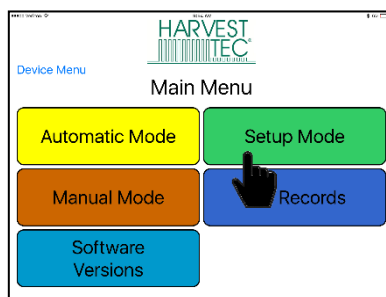 HARVEST
TEC
Device Menu
Main Menu
Automatic Mode
Setup Mode
Manual Mode
Records
Software
Versions